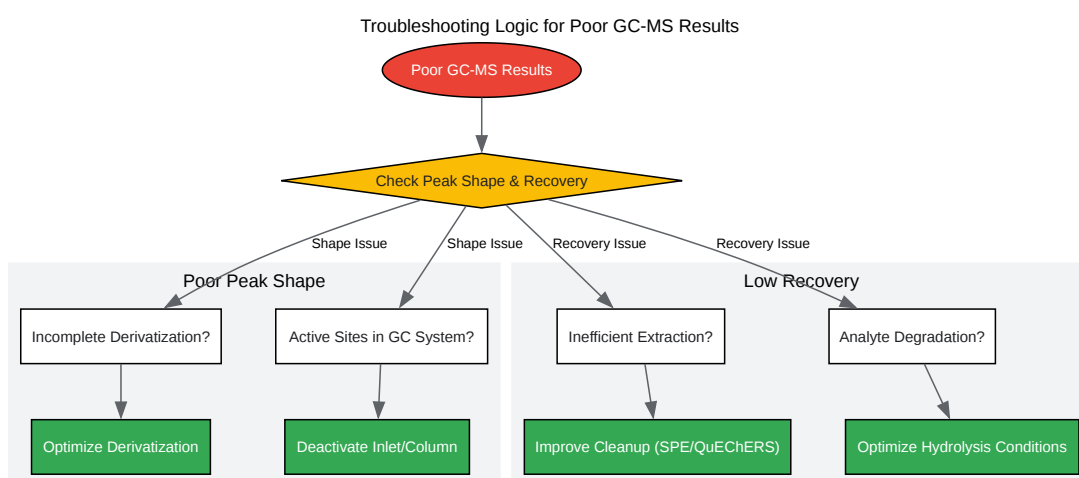 Troubleshooting Logic for Poor GC-MS Results
Poor GC-MS Results
Check Peak Shape & Recovery
Shape Issue
Shape Issue
Recovery Issue
Recovery Issue
Poor Peak Shape
Low Recovery
Incomplete Derivatization?
Active Sites in GC System?
Inefficient Extraction?
Analyte Degradation?
Optimize Derivatization
Deactivate Inlet/Column
Improve Cleanup (SPE/QuEChERS)
Optimize Hydrolysis Conditions